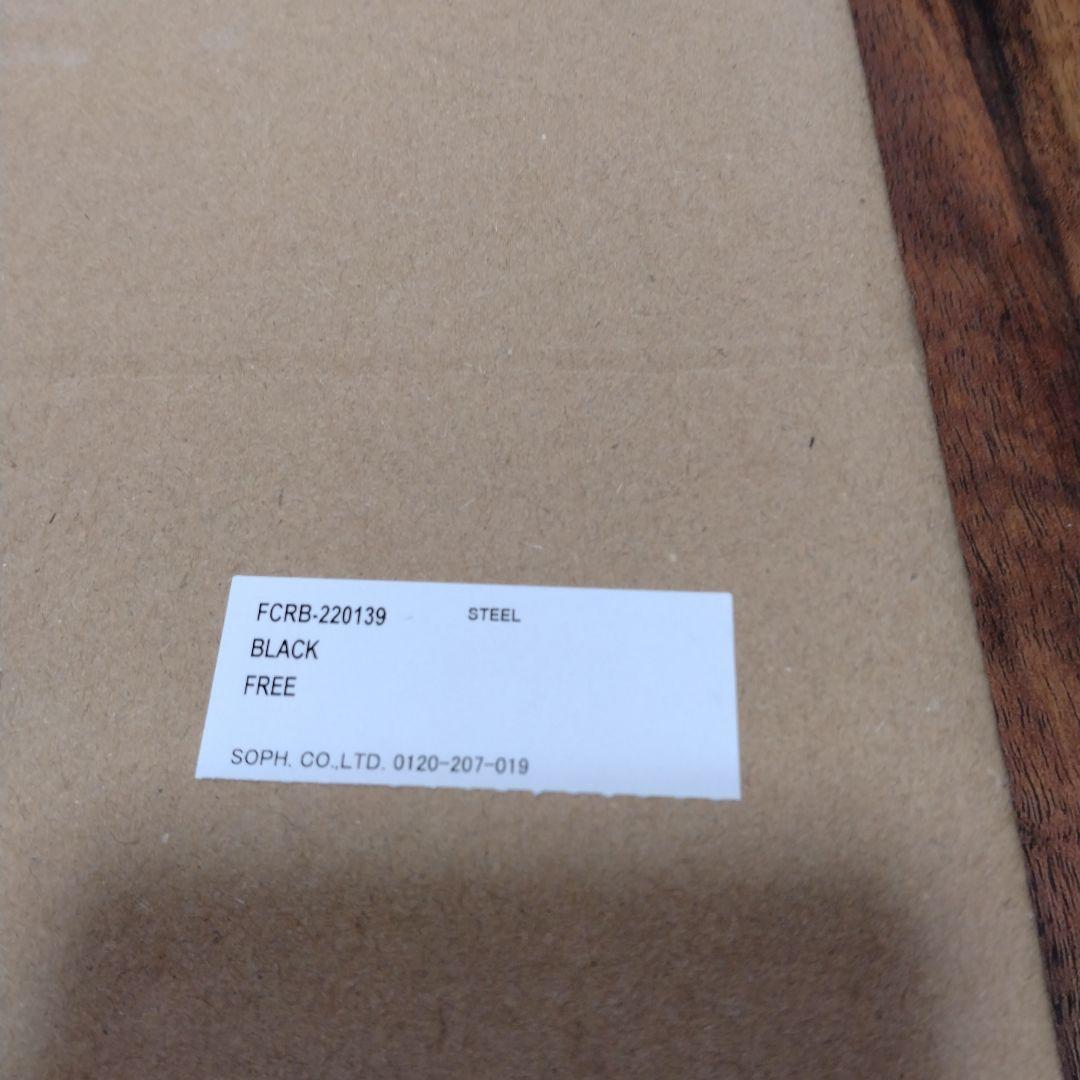 FCRB-220139 STEEL
BLACK
FREE
SOPH. CO.,LTD. 0120-207-019